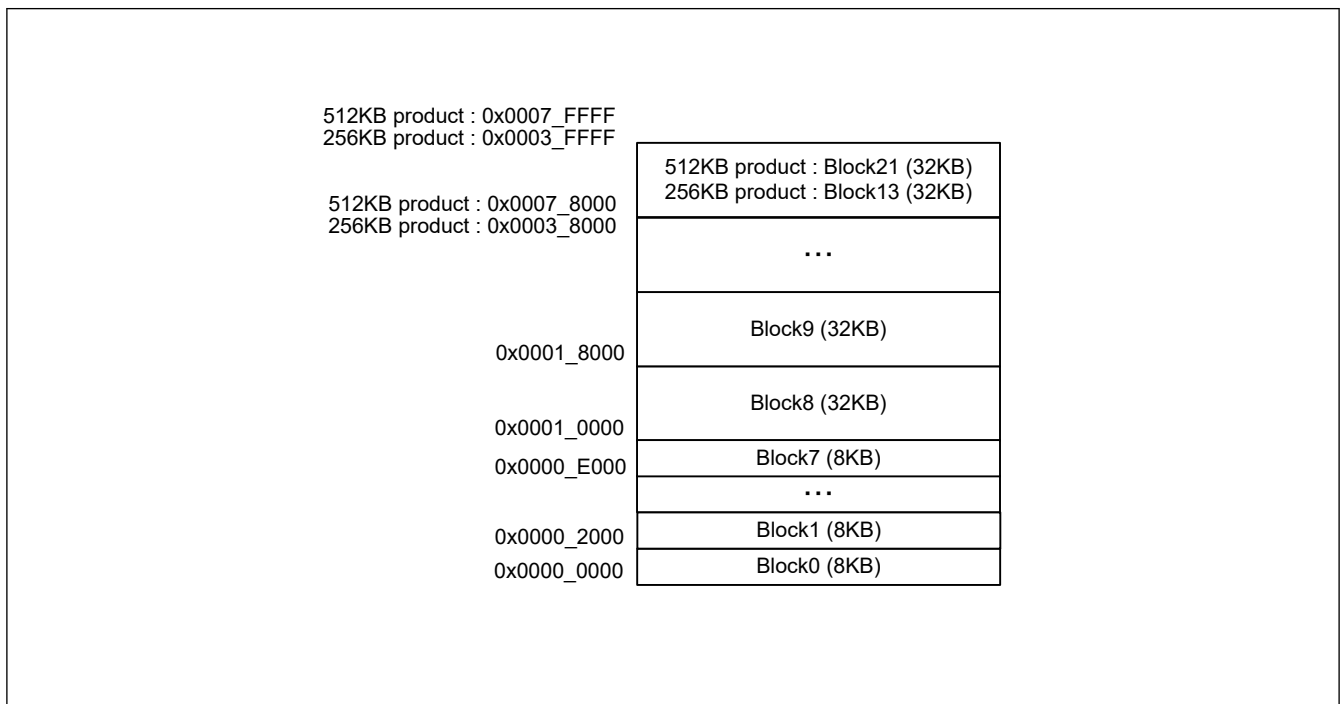 512KB product : 0x0007_FFFF
256KB product : 0x0003_FFFF
512KB product : Block21 (32KB)
256KB product : Block13 (32KB)
512KB product : 0x0007_8000
256KB product : 0x0003_8000
...
Block9 (32KB)
0x0001_8000
Block8 (32KB)
0x0001_0000
Block7 (8KB)
0x0000_E000
...
Block1 (8KB)
0x0000_2000
Block0 (8KB)
0x0000_0000